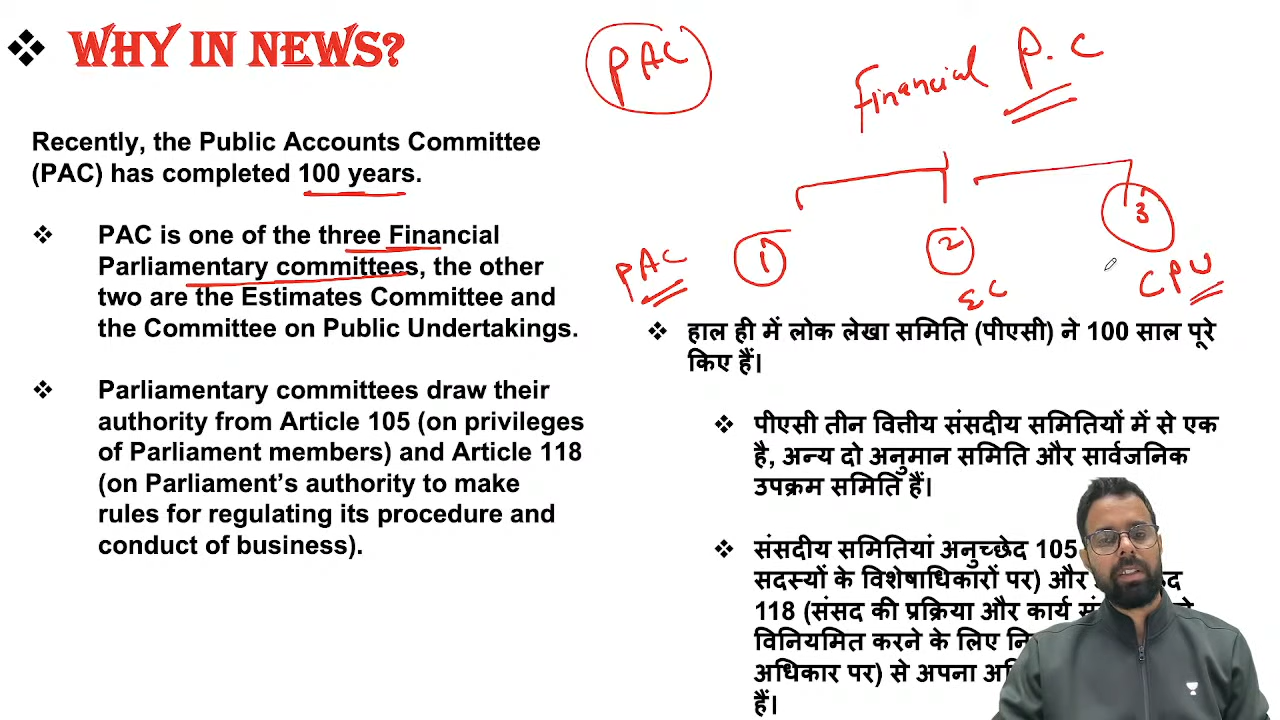 ❖ WHY IN NEWS?
Recently, the Public Accounts Committee
(PAC) has completed 100 years.
❖ PAC is one of the three Financial
Parliamentary committees, the other
two are the Estimates Committee and
the Committee on Public Undertakings.
❖ Parliamentary committees draw their
authority from Article 105 (on privileges
of Parliament members) and Article 118
(on Parliament’s authority to make
rules for regulating its procedure and
conduct of business).
PAC
Financial P.C
1 2 3
PAC EC CPU
❖ हाल ही में लोक लेखा समिति (पीएसी) ने 100 साल पूरे
किए हैं।
❖ पीएसी तीन वित्तीय संसदीय समितियों में से एक
है, अन्य दो अनुमान समिति और सार्वजनिक
उपक्रम समिति हैं।
❖ संसदीय समितियां अनुच्छेद 105
सदस्यों के विशेषाधिकारों पर) और
118 (संसद की प्रक्रिया और कार्य
विनियमित करने के लिए
अधिकार पर) से अपना
हैं।